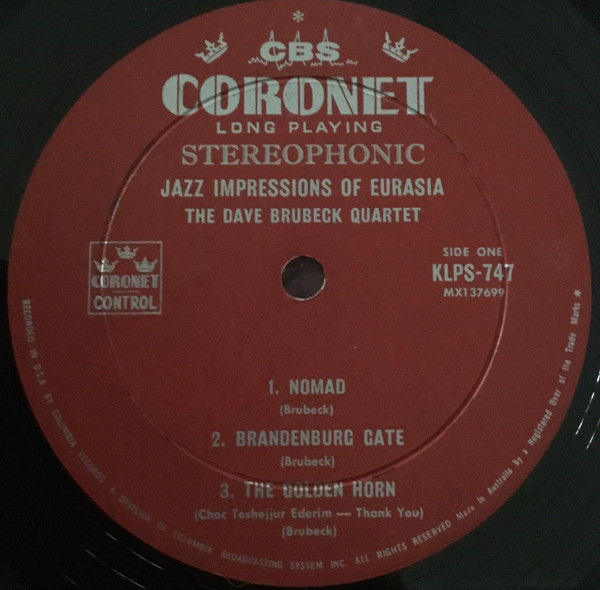 *
CBS
CORONET
LONG PLAYING
STEREOPHONIC
JAZZ IMPRESSIONS OF EURASIA
THE DAVE BRUBECK QUARTET
CORONET
CONTROL
SIDE ONE
KLPS-747
MX137699
1. NOMAD
(Brubeck)
2. BRANDENBURG GATE
(Brubeck)
3. THE GOLDEN HORN
(Choc Teshejjur Ederim — Thank You)
(Brubeck)
IN U.S.A. BY COLUMBIA RECORDS A DIVISION OF COLUMBIA BROADCASTING SYSTEM INC. ALL RIGHTS RESERVED Made in Australia by a Registered User of the Trade Marks *